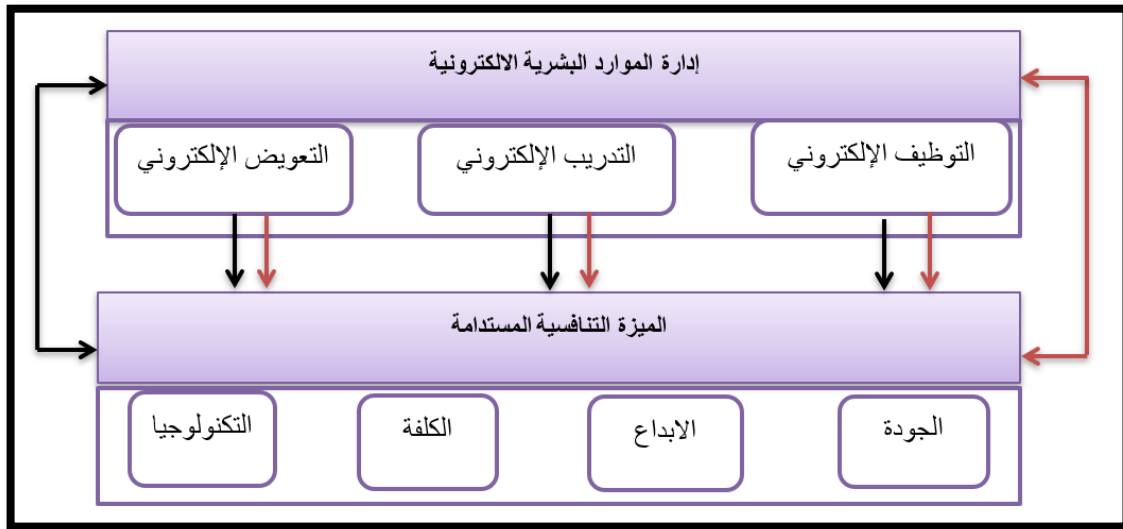 إدارة الموارد البشرية الالكترونية
التوظيف الإلكتروني
التدريب الإلكتروني
التعويض الإلكتروني
الميزة التنافسية المستدامة
الجودة
الابداع
الكلفة
التكنولوجيا